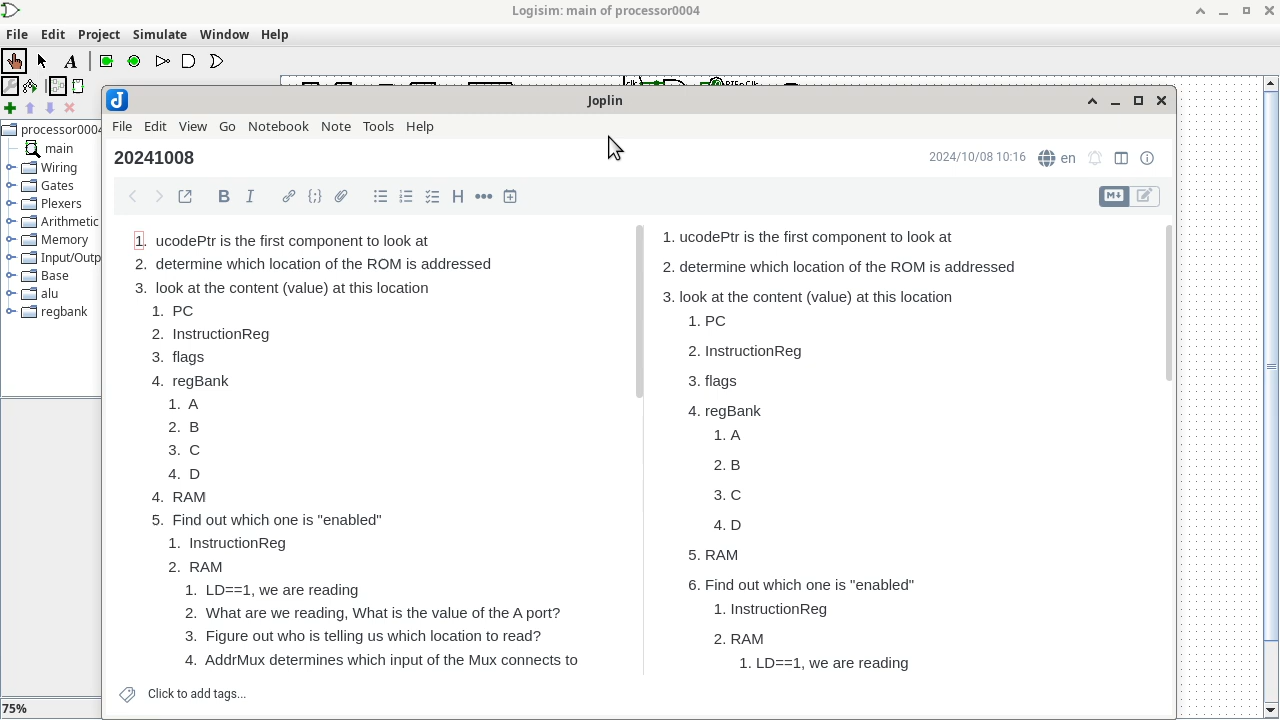 Logisim: main of processor0004
File Edit Project Simulate Window Help
A
processor0004
main
Wiring
Gates
Plexers
Arithmetic
Memory
Input/Outp
Base
alu
regbank
75%
Joplin
File Edit View Go Notebook Note Tools Help
20241008
2024/10/08 10:16
en
1. ucodePtr is the first component to look at
2. determine which location of the ROM is addressed
3. look at the content (value) at this location
1. PC
2. InstructionReg
3. flags
4. regBank
1. A
2. B
3. C
4. D
4. RAM
5. Find out which one is "enabled"
1. InstructionReg
2. RAM
1. LD==1, we are reading
2. What are we reading, What is the value of the A port?
3. Figure out who is telling us which location to read?
4. AddrMux determines which input of the Mux connects to
1. ucodePtr is the first component to look at
2. determine which location of the ROM is addressed
3. look at the content (value) at this location
1. PC
2. InstructionReg
3. flags
4. regBank
1. A
2. B
3. C
4. D
5. RAM
6. Find out which one is "enabled"
1. InstructionReg
2. RAM
1. LD==1, we are reading
Click to add tags...